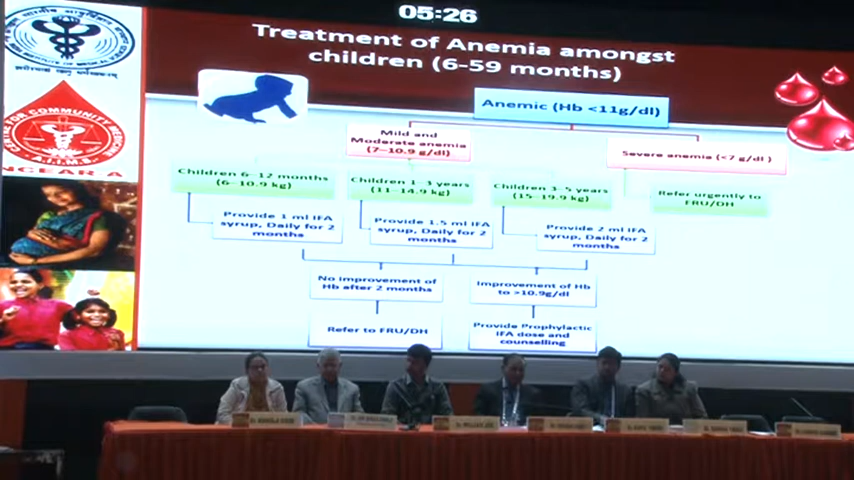 05:26
Treatment of Anemia amongst
children (6-59 months)
Anemic (Hb <11g/dl)
Mild and
Moderate anemia
(7–10.9 g/dl)
Severe anemia (<7 g/dl )
Children 6–12 months
(6–10.9 kg)
Children 1–3 years
(11–14.9 kg)
Children 3–5 years
(15–19.9 kg)
Refer urgently to
FRU/DH
Provide 1 ml IFA
syrup, Daily for 2
months
Provide 1.5 ml IFA
syrup, Daily for 2
months
Provide 2 ml IFA
syrup, Daily for 2
months
No improvement of
Hb after 2 months
Improvement of Hb
to >10.9g/dl
Refer to FRU/DH
Provide Prophylactic
IFA dose and
counselling
CENTRE FOR COMMUNITY MEDICINE
A.I.I.M.S
NCEAR A